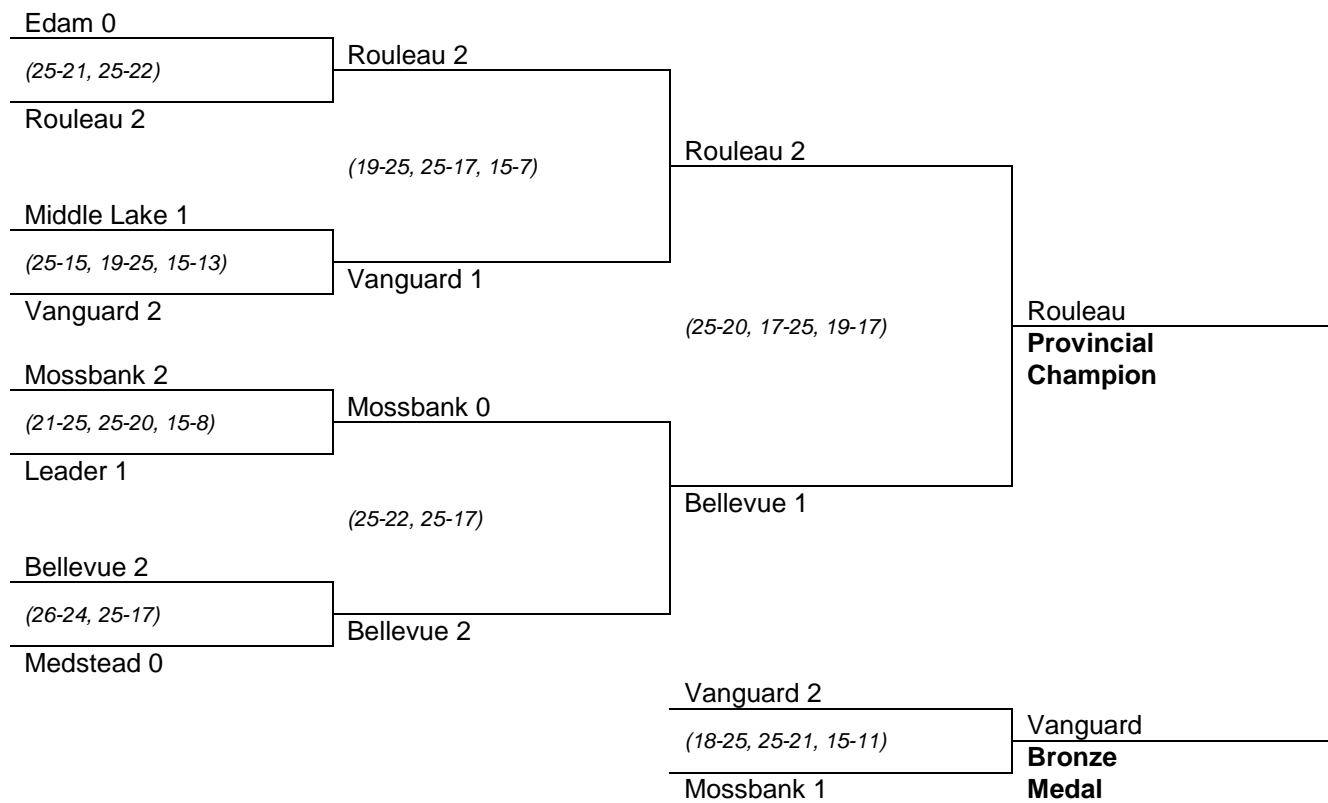 Edam 0
(25-21, 25-22)
Rouleau 2
Rouleau 2
(19-25, 25-17, 15-7)
Rouleau 2
Middle Lake 1
(25-15, 19-25, 15-13)
Vanguard 2
Vanguard 1
(25-20, 17-25, 19-17)
Rouleau
Provincial
Champion
Mossbank 2
(21-25, 25-20, 15-8)
Leader 1
Mossbank 0
(25-22, 25-17)
Bellevue 1
Bellevue 2
(26-24, 25-17)
Medstead 0
Bellevue 2
Vanguard 2
(18-25, 25-21, 15-11)
Mossbank 1
Vanguard
Bronze
Medal